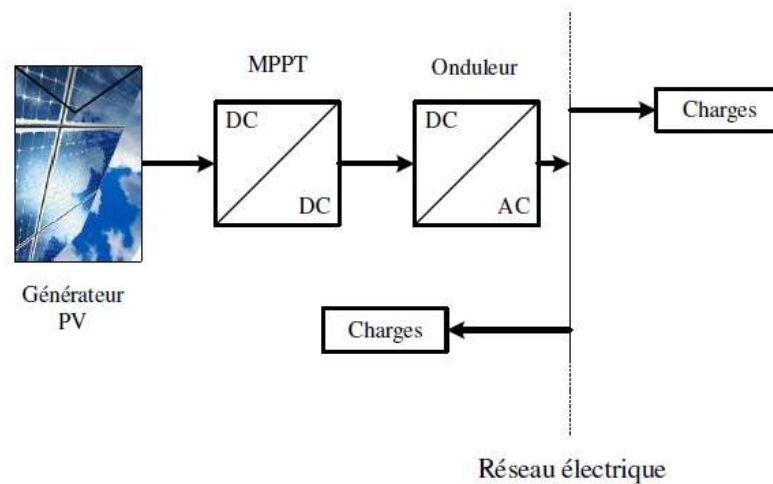 MPPT
Onduleur
DC
DC
DC
AC
Charges
Générateur
PV
Charges
Réseau électrique